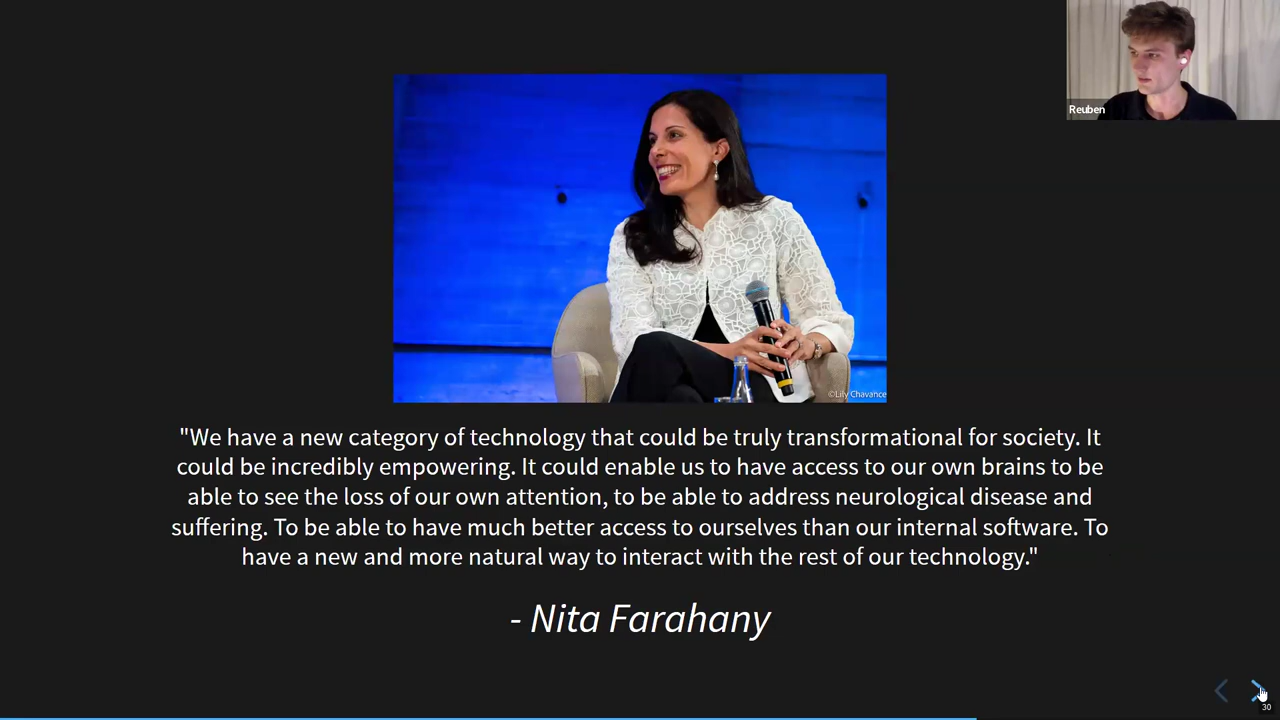 Reuben
©Lily Chavance
"We have a new category of technology that could be truly transformational for society. It
could be incredibly empowering. It could enable us to have access to our own brains to be
able to see the loss of our own attention, to be able to address neurological disease and
suffering. To be able to have much better access to ourselves than our internal software. To
have a new and more natural way to interact with the rest of our technology."
- Nita Farahany
30